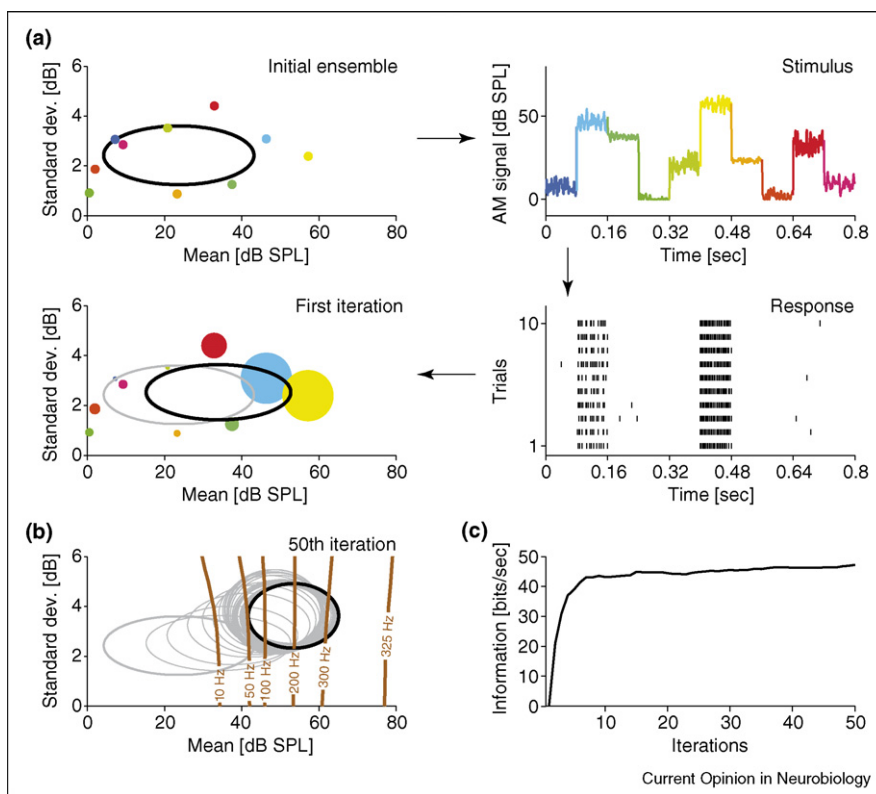 (a)
Initial ensemble
Standard dev. [dB]
6
4
2
0
0 20 40 60 80
Mean [dB SPL]
Stimulus
AM signal [dB SPL]
50
0
0 0.16 0.32 0.48 0.64 0.8
Time [sec]
First iteration
Standard dev. [dB]
6
4
2
0
0 20 40 60 80
Mean [dB SPL]
Response
Trials
10
1
0 0.16 0.32 0.48 0.64 0.8
Time [sec]
(b)
50th iteration
Standard dev. [dB]
6
4
2
0
10 Hz
50 Hz
100 Hz
200 Hz
300 Hz
325 Hz
0 20 40 60 80
Mean [dB SPL]
(c)
Information [bits/sec]
50
40
30
20
10
0
10 20 30 40 50
Iterations
Current Opinion in Neurobiology